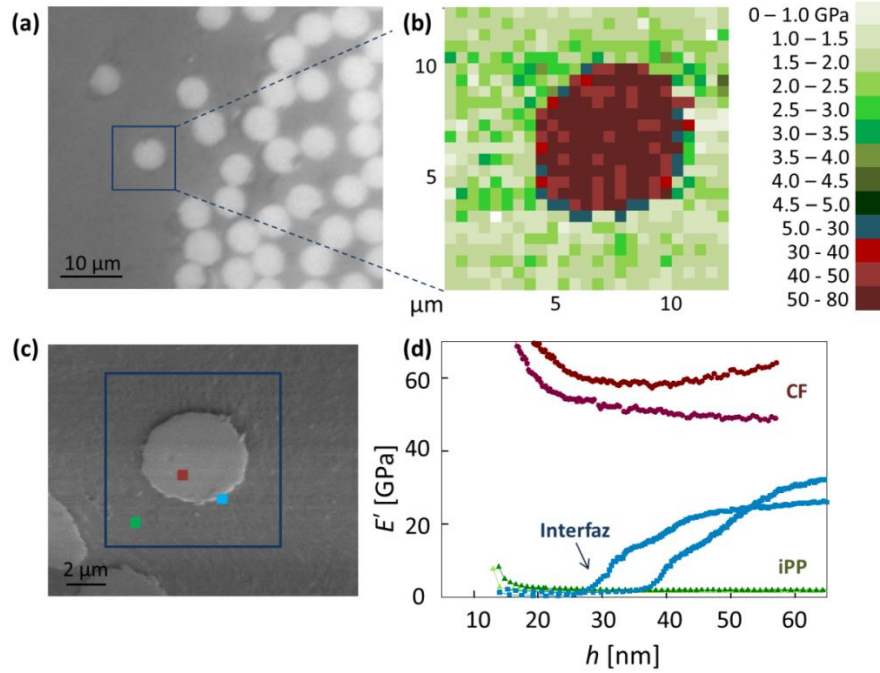 (a)
10 µm
(b)
10
5
µm
5
10
0 – 1.0 GPa
1.0 – 1.5
1.5 – 2.0
2.0 – 2.5
2.5 – 3.0
3.0 – 3.5
3.5 – 4.0
4.0 – 4.5
4.5 – 5.0
5.0 - 30
30 - 40
40 - 50
50 - 80
(c)
2 µm
(d)
E' [GPa]
60
40
20
0
CF
Interfaz
iPP
10
20
30
40
50
60
h [nm]